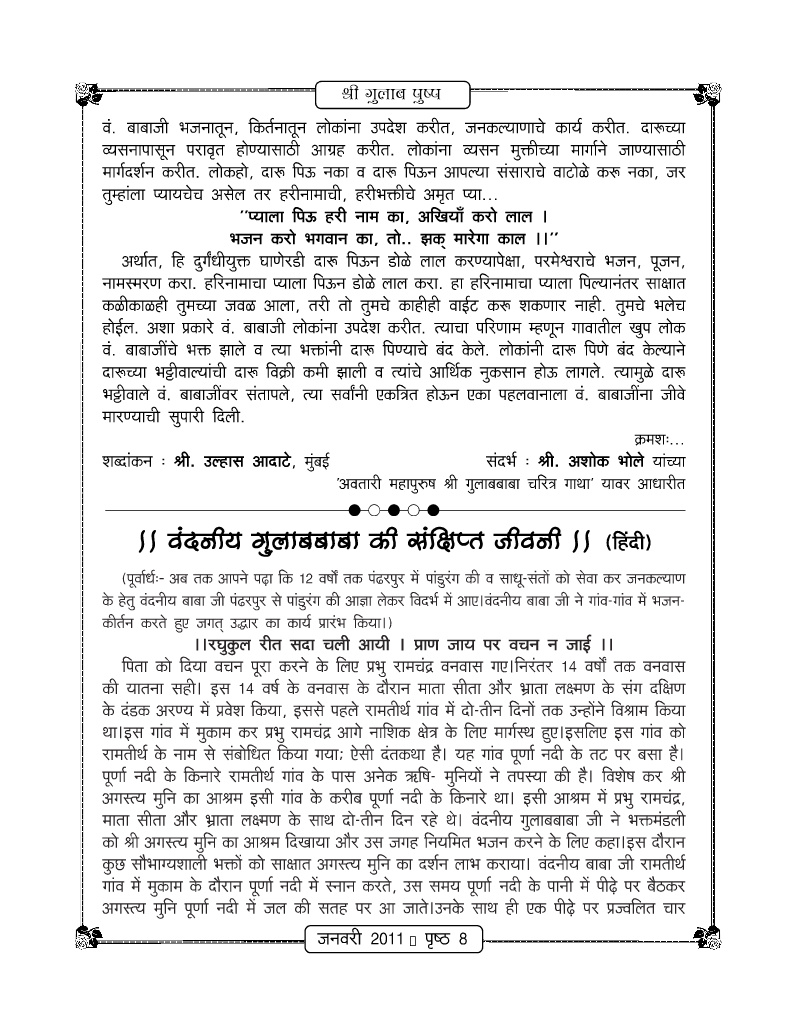 श्री गुलाब पुष्प
वं. बाबाजी भजनातून, किर्तनातून लोकांना उपदेश करीत, जनकल्याणाचे कार्य करीत. दारूच्या
व्यसनापासून परावृत होण्यासाठी आग्रह करीत. लोकांना व्यसन मुक्तीच्या मार्गाने जाण्यासाठी
मार्गदर्शन करीत. लोकहो, दारू पिऊ नका व दारू पिऊन आपल्या संसाराचे वाटोळे करू नका, जर
तुम्हांला प्यायचेच असेल तर हरीनामाची, हरीभक्तीचे अमृत प्या...
''प्याला पिऊ हरी नाम का, अखियाँ करो लाल ।
भजन करो भगवान का, तो.. झक् मारेगा काल ।।''
अर्थात, हि दुर्गंधीयुक्त घाणेरडी दारू पिऊन डोळे लाल करण्यापेक्षा, परमेश्वराचे भजन, पूजन,
नामस्मरण करा. हरिनामाचा प्याला पिऊन डोळे लाल करा. हा हरिनामाचा प्याला पिल्यानंतर साक्षात
कळीकाळही तुमच्या जवळ आला, तरी तो तुमचे काहीही वाईट करू शकणार नाही. तुमचे भलेच
होईल. अशा प्रकारे वं. बाबाजी लोकांना उपदेश करीत. त्याचा परिणाम म्हणून गावातील खुप लोक
वं. बाबाजींचे भक्त झाले व त्या भक्तांनी दारू पिण्याचे बंद केले. लोकांनी दारू पिणे बंद केल्याने
दारूच्या भट्टीवाल्यांची दारू विक्री कमी झाली व त्यांचे आर्थिक नुकसान होऊ लागले. त्यामुळे दारू
भट्टीवाले वं. बाबाजींवर संतापले, त्या सर्वांनी एकत्रित होऊन एका पहलवानाला वं. बाबाजींना जीवे
मारण्याची सुपारी दिली.
क्रमशः...
शब्दांकन : श्री. उल्हास आदाटे, मुंबई संदर्भ : श्री. अशोक भोले यांच्या
'अवतारी महापुरुष श्री गुलाबबाबा चरित्र गाथा' यावर आधारीत
।। वंदनीय गुलाबबाबा की संक्षिप्त जीवनी ।। (हिंदी)
(पूर्वार्धः- अब तक आपने पढ़ा कि 12 वर्षों तक पंढरपुर में पांडुरंग की व साधू-संतों को सेवा कर जनकल्याण
के हेतु वंदनीय बाबा जी पंढरपुर से पांडुरंग की आज्ञा लेकर विदर्भ में आए।वंदनीय बाबा जी ने गांव-गांव में भजन-
कीर्तन करते हुए जगत् उद्धार का कार्य प्रारंभ किया।)
।।रघुकुल रीत सदा चली आयी । प्राण जाय पर वचन न जाई ।।
पिता को दिया वचन पूरा करने के लिए प्रभु रामचंद्र वनवास गए।निरंतर 14 वर्षों तक वनवास
की यातना सही। इस 14 वर्ष के वनवास के दौरान माता सीता और भ्राता लक्ष्मण के संग दक्षिण
के दंडक अरण्य में प्रवेश किया, इससे पहले रामतीर्थ गांव में दो-तीन दिनों तक उन्होंने विश्राम किया
था।इस गांव में मुकाम कर प्रभु रामचंद्र आगे नाशिक क्षेत्र के लिए मार्गस्थ हुए।इसलिए इस गांव को
रामतीर्थ के नाम से संबोधित किया गया; ऐसी दंतकथा है। यह गांव पूर्णा नदी के तट पर बसा है।
पूर्णा नदी के किनारे रामतीर्थ गांव के पास अनेक ऋषि- मुनियों ने तपस्या की है। विशेष कर श्री
अगस्त्य मुनि का आश्रम इसी गांव के करीब पूर्णा नदी के किनारे था। इसी आश्रम में प्रभु रामचंद्र,
माता सीता और भ्राता लक्ष्मण के साथ दो-तीन दिन रहे थे। वंदनीय गुलाबबाबा जी ने भक्तमंडली
को श्री अगस्त्य मुनि का आश्रम दिखाया और उस जगह नियमित भजन करने के लिए कहा।इस दौरान
कुछ सौभाग्यशाली भक्तों को साक्षात अगस्त्य मुनि का दर्शन लाभ कराया। वंदनीय बाबा जी रामतीर्थ
गांव में मुकाम के दौरान पूर्णा नदी में स्नान करते, उस समय पूर्णा नदी के पानी में पीढ़े पर बैठकर
अगस्त्य मुनि पूर्णा नदी में जल की सतह पर आ जाते।उनके साथ ही एक पीढ़े पर प्रज्वलित चार
जनवरी 2011 पृष्ठ 8